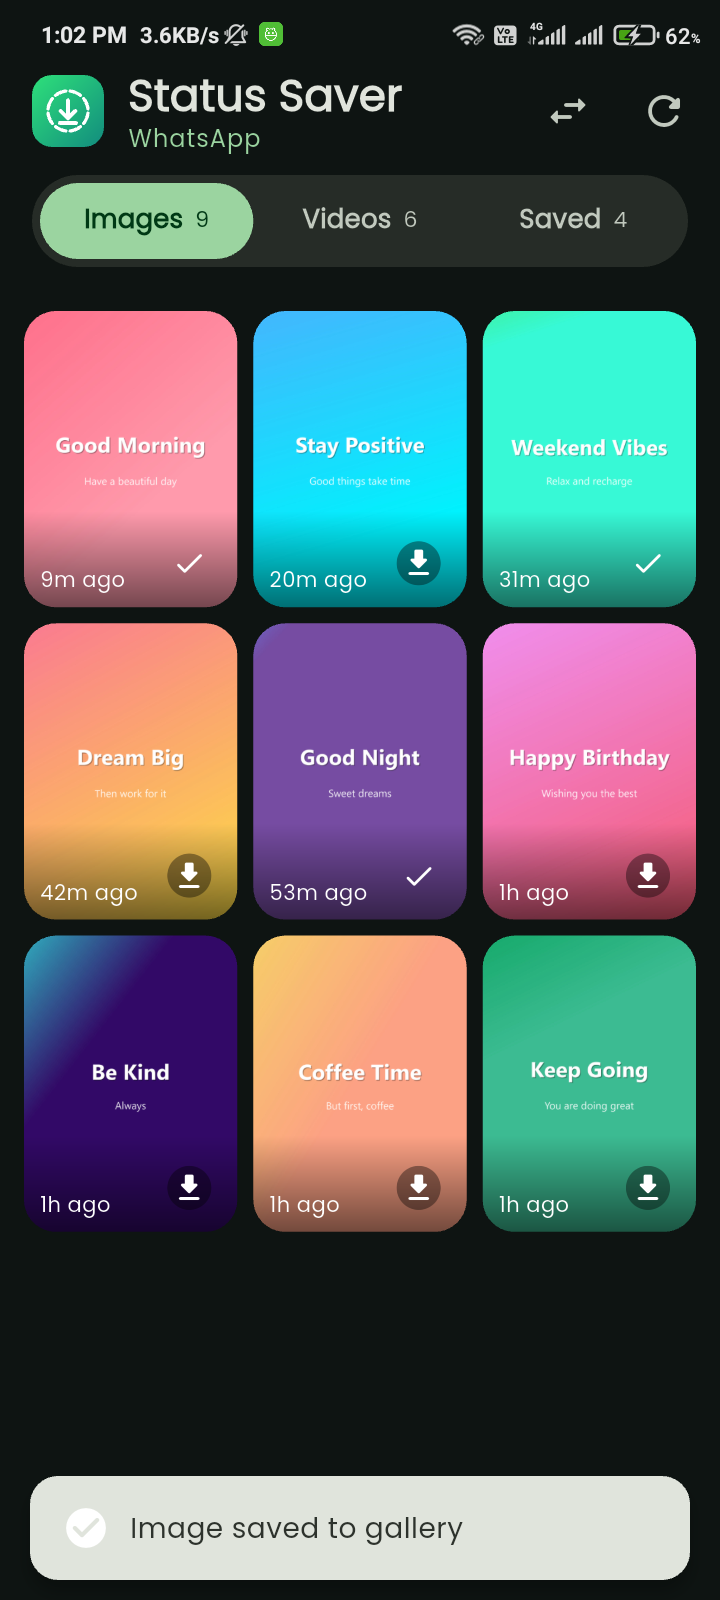 1:02 PM 3.6KB/s 4G Vo LTE 62%
Status Saver
WhatsApp
Images 9 Videos 6 Saved 4
Good Morning
Have a beautiful day
9m ago
Stay Positive
Good things take time
20m ago
Weekend Vibes
Relax and recharge
31m ago
Dream Big
Then work for it
42m ago
Good Night
Sweet dreams
53m ago
Happy Birthday
Wishing you the best
1h ago
Be Kind
Always
1h ago
Coffee Time
But first, coffee
1h ago
Keep Going
You are doing great
1h ago
Image saved to gallery